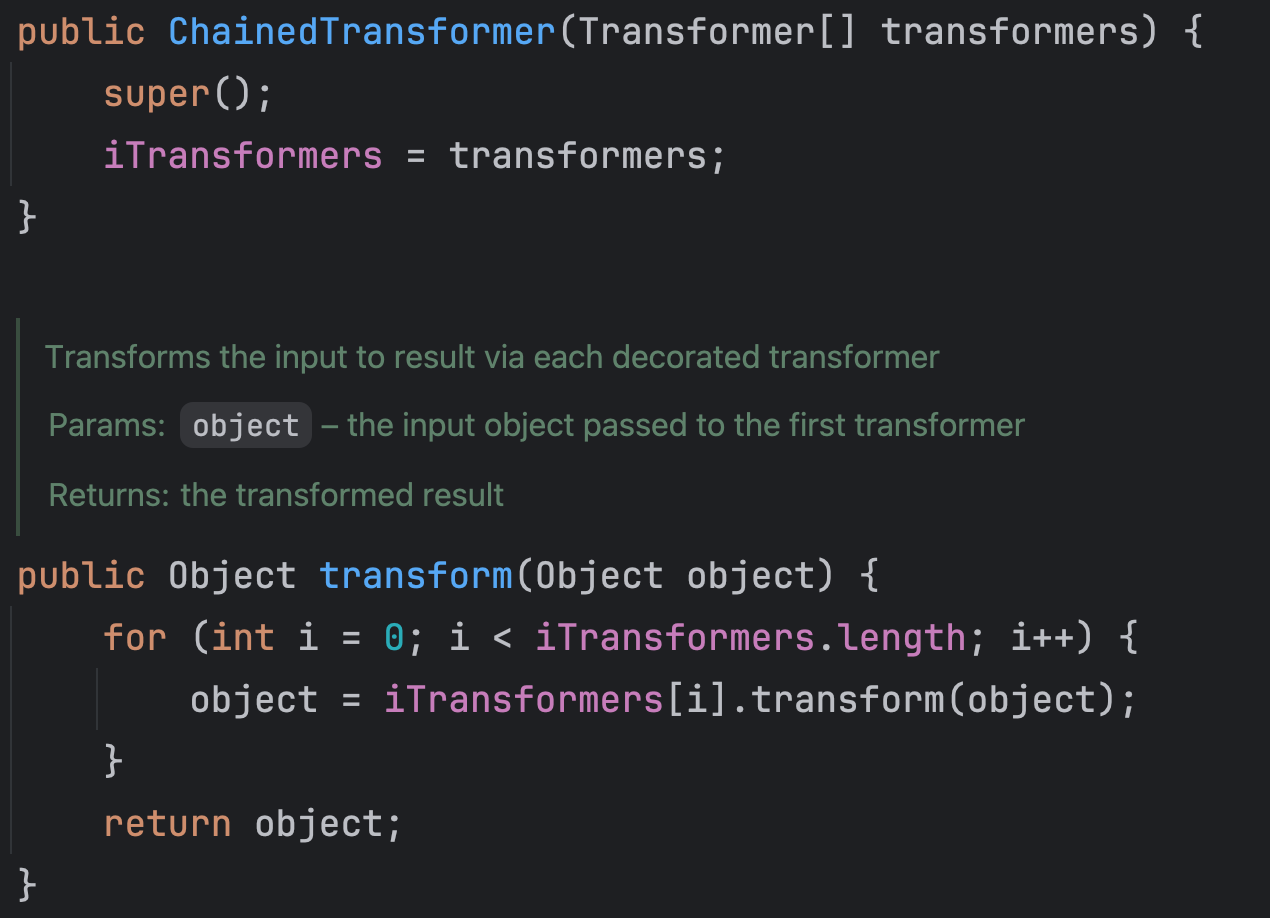 public ChainedTransformer(Transformer[] transformers) {
    super();
    iTransformers = transformers;
}
Transforms the input to result via each decorated transformer
Params: object – the input object passed to the first transformer
Returns: the transformed result
public Object transform(Object object) {
    for (int i = 0; i < iTransformers.length; i++) {
        object = iTransformers[i].transform(object);
    }
    return object;
}